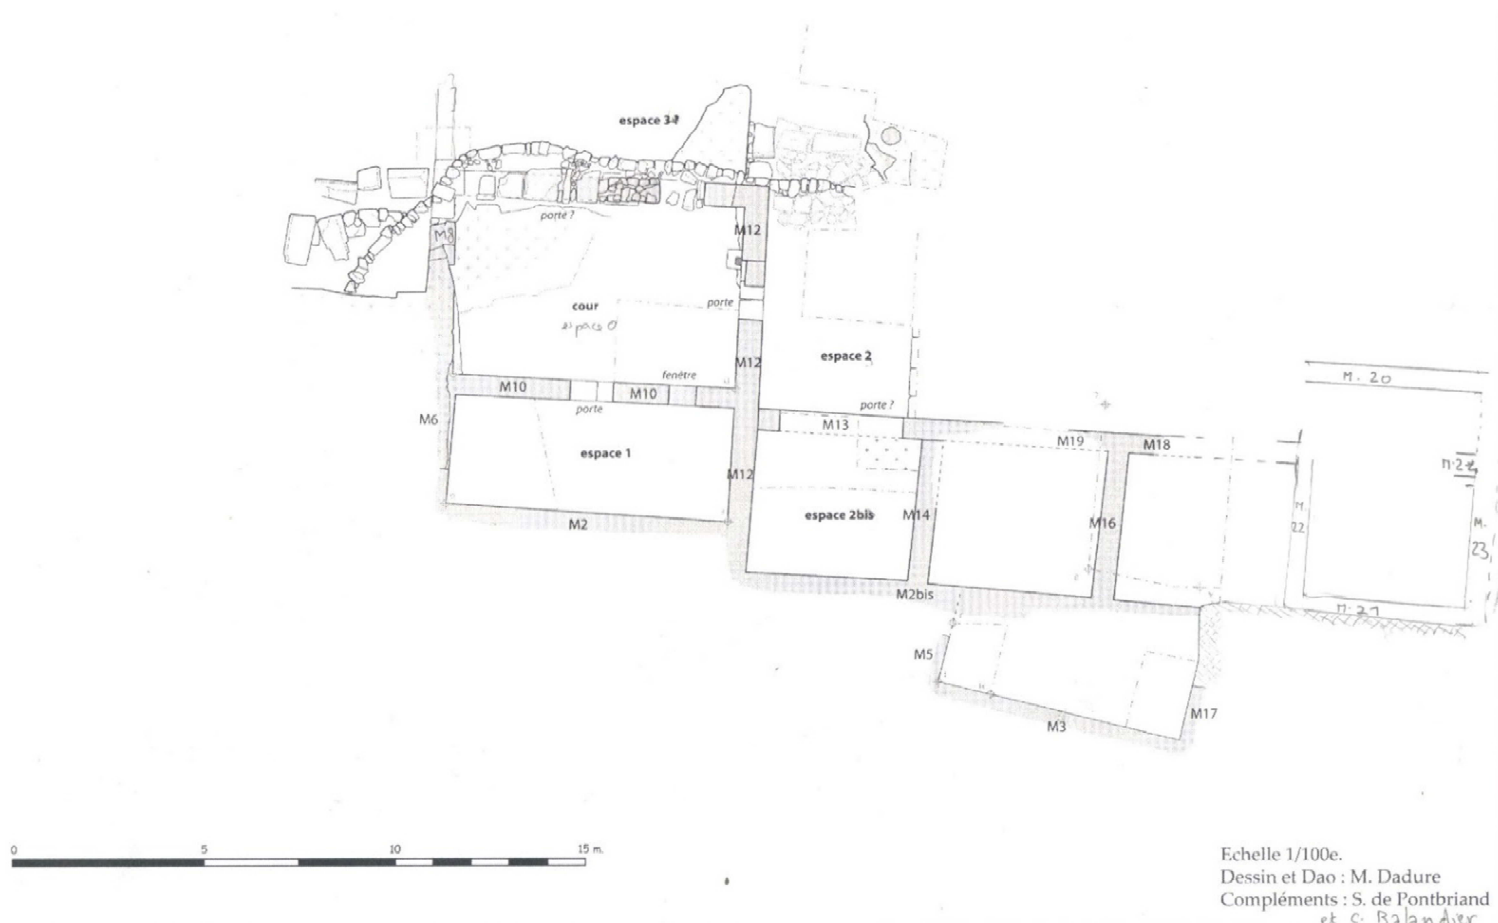 espace 3
M8
porte ?
M12
cour
espace 0
porte
espace 2
M12
fenêtre
M10
M10
porte
porte ?
M. 20
M6
M13
M19
M18
espace 1
M12
M. 22
espace 2bis
M14
M16
M. 23
M2
M2bis
M. 21
M5
M17
M3
0 5 10 15 m.
Echelle 1/100e.
Dessin et Dao : M. Dadure
Compléments : S. de Pontbriand
et C. Balandier